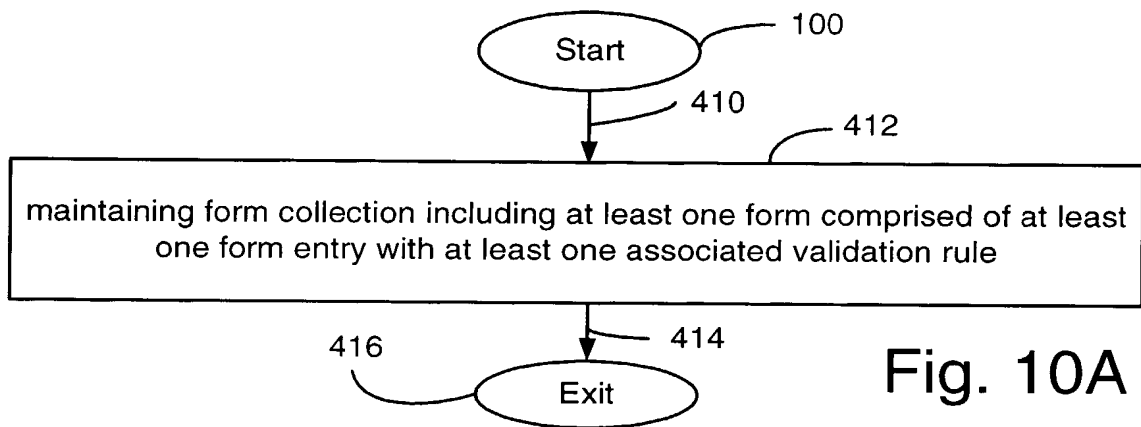 100
Start
410
412
maintaining form collection including at least one form comprised of at least
one form entry with at least one associated validation rule
416
414
Exit
Fig. 10A